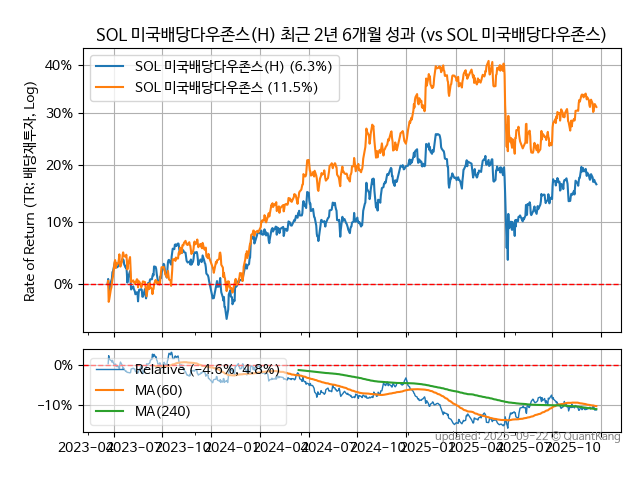 SOL 미국배당다우존스(H) 최근 2년 6개월 성과 (vs SOL 미국배당다우존스)
Rate of Return (TR: 배당재투자, Log)
40%
30%
20%
10%
0%
SOL 미국배당다우존스(H) (6.3%)
SOL 미국배당다우존스 (11.5%)
0%
−10%
Relative (−4.6%, 4.8%)
MA(60)
MA(240)
updated: 2025-09-22 © QuantKang
2023-04 2023-07 2023-10 2024-01 2024-04 2024-07 2024-10 2025-01 2025-04 2025-07 2025-10